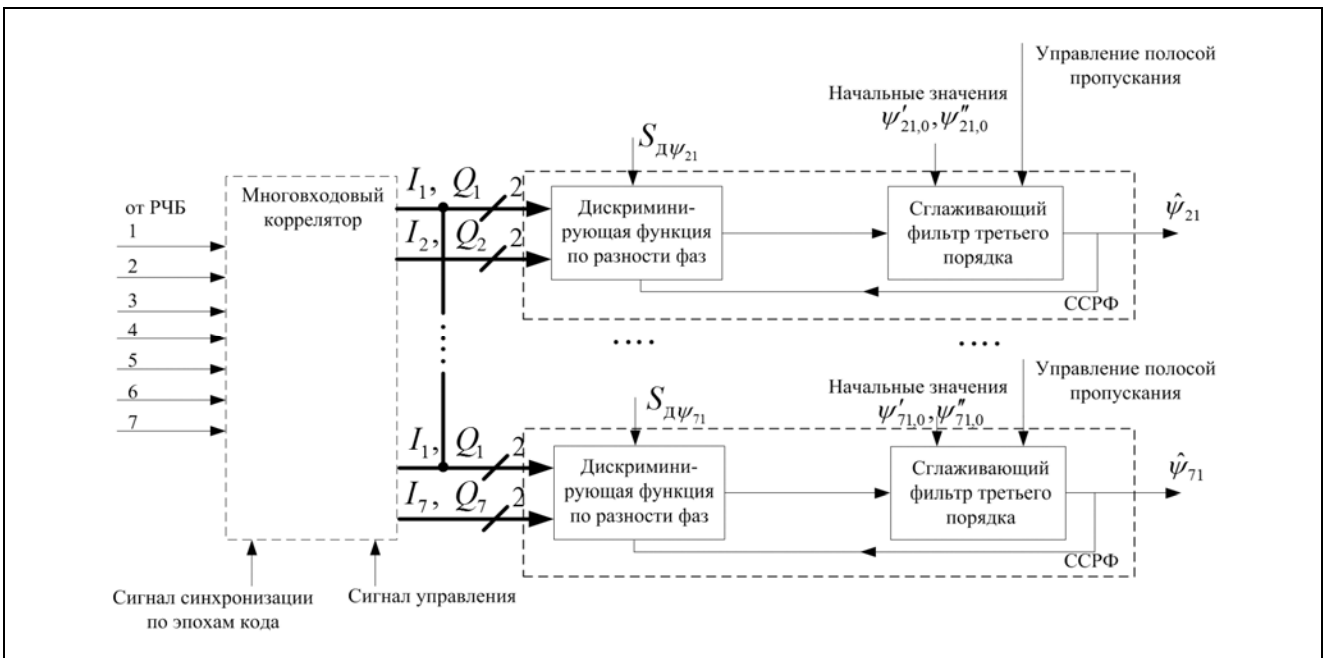 Управление полосой
пропускания
Начальные значения
ψ′21,0, ψ″21,0
Sдψ21
от РЧБ
1
2
3
4
5
6
7
Многовходовый
коррелятор
I1, Q1 2
I2, Q2 2
Дискримини-
рующая функция
по разности фаз
Сглаживающий
фильтр третьего
порядка
ψ̂21
ССРФ
....
....
Управление полосой
пропускания
Начальные значения
ψ′71,0, ψ″71,0
Sдψ71
I1, Q1 2
I7, Q7 2
Дискримини-
рующая функция
по разности фаз
Сглаживающий
фильтр третьего
порядка
ψ̂71
ССРФ
Сигнал синхронизации
по эпохам кода
Сигнал управления